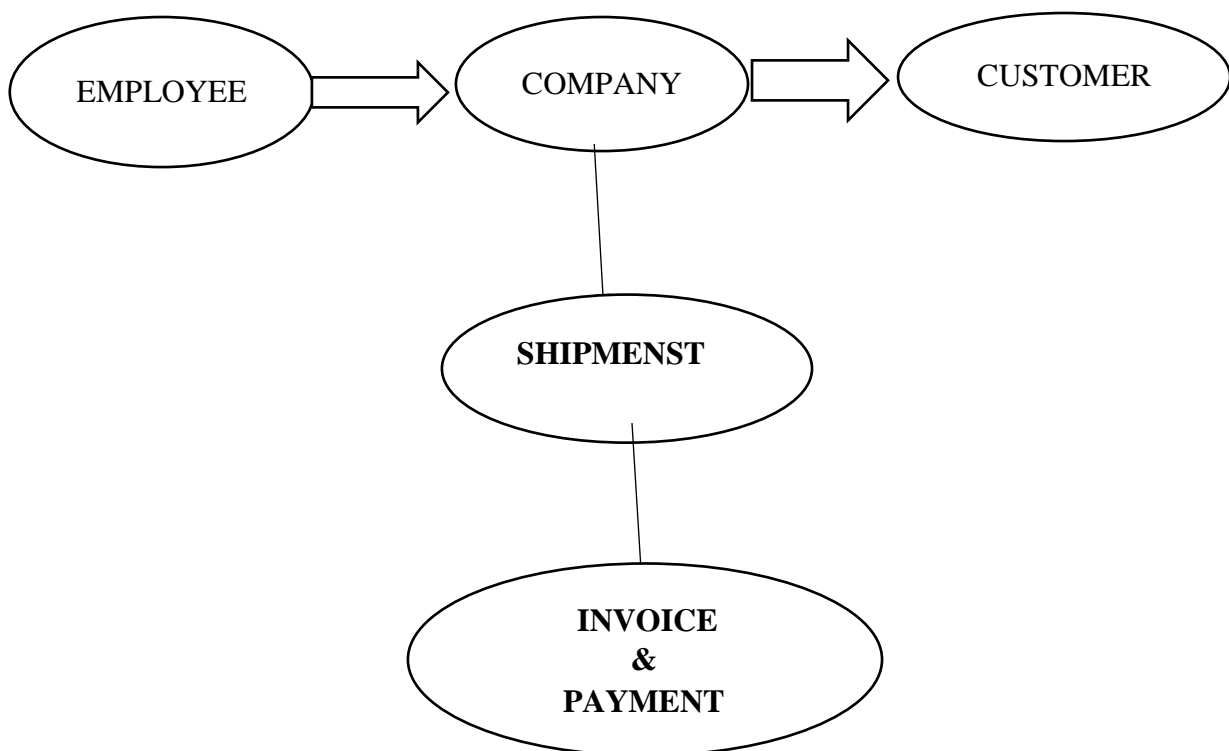 EMPLOYEE
COMPANY
CUSTOMER
SHIPMENST
INVOICE
&
PAYMENT